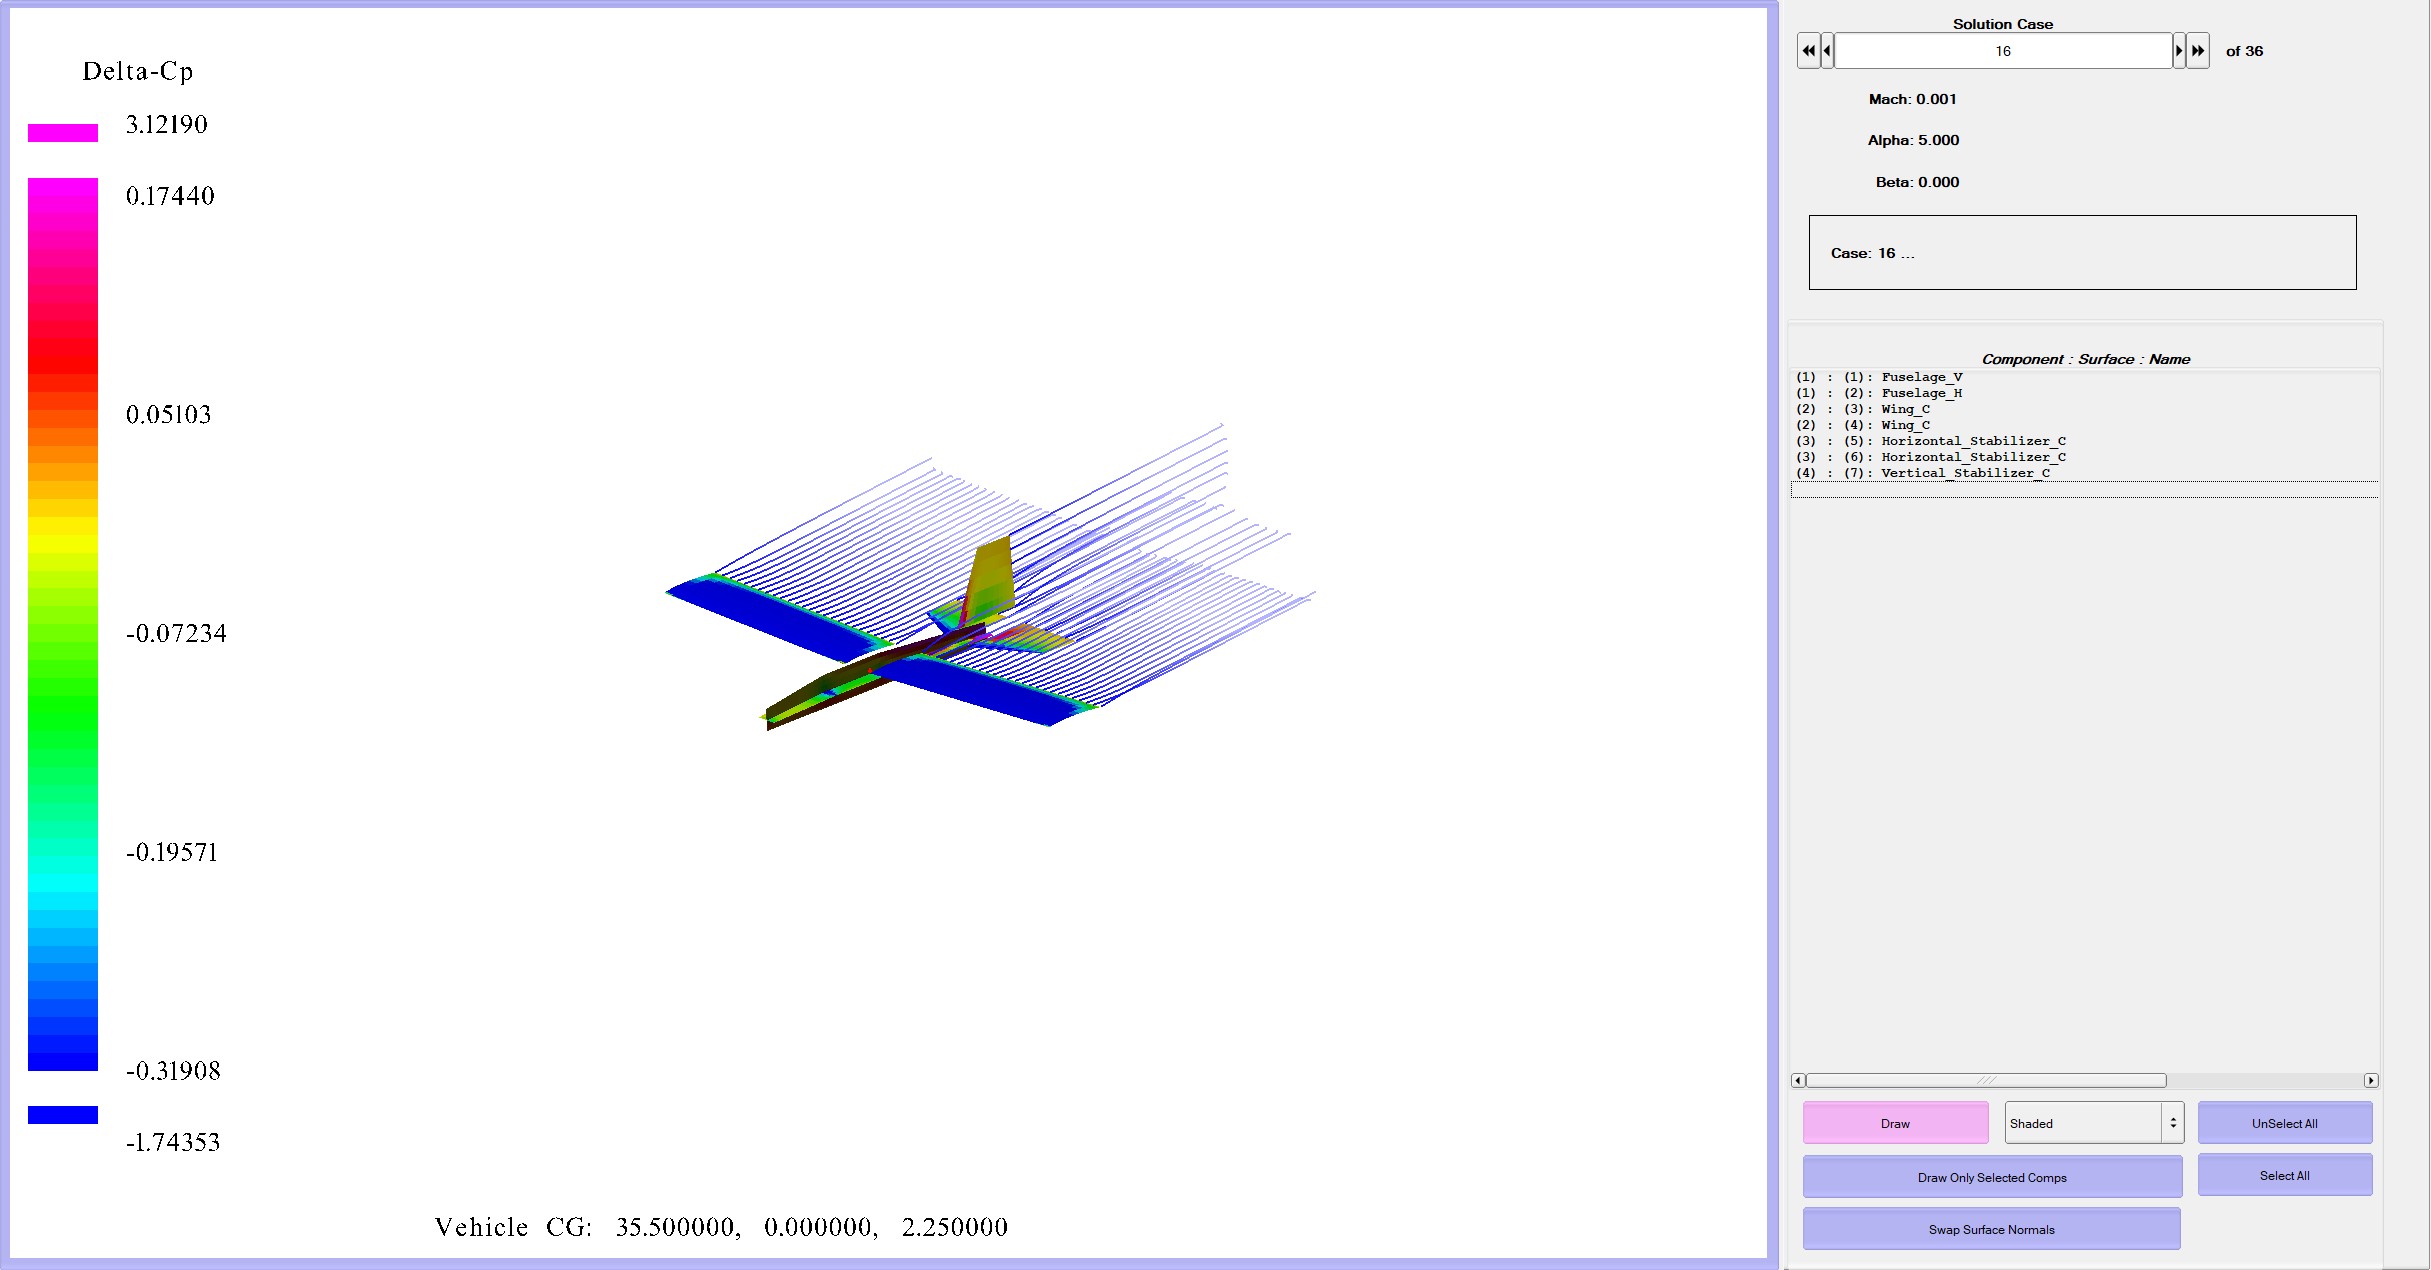 Delta-Cp
3.12190
0.17440
0.05103
-0.07234
-0.19571
-0.31908
-1.74353
Vehicle CG: 35.500000, 0.000000, 2.250000
Solution Case
16
of 36
Mach: 0.001
Alpha: 5.000
Beta: 0.000
Case: 16 ...
Component : Surface : Name
(1) : (1): Fuselage_V
(1) : (2): Fuselage_H
(2) : (3): Wing_C
(2) : (4): Wing_C
(3) : (5): Horizontal_Stabilizer_C
(3) : (6): Horizontal_Stabilizer_C
(4) : (7): Vertical_Stabilizer_C
Draw
Shaded
UnSelect All
Draw Only Selected Comps
Select All
Swap Surface Normals